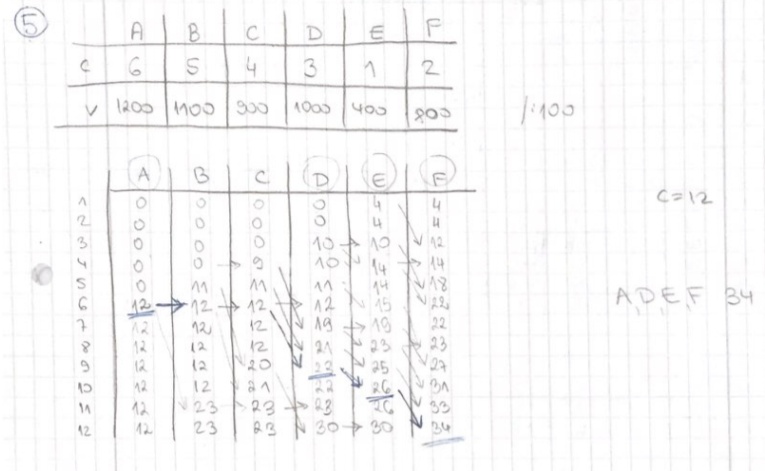 5
A B C D E F
C 6 5 4 3 1 2
V 1200 1100 900 1000 400 800 /:100
A B C D E F
1 0 0 0 0 4 4 C=12
2 0 0 0 0 4 4
3 0 0 0 10 → 10 12
4 0 0 → 9 10 14 → 14
5 0 11 11 11 14 18 A,D,E,F 34
6 12 → 12 → 12 → 12 15 22
7 12 12 12 19 → 19 22
8 12 12 12 21 23 23
9 12 12 20 22 25 27
10 12 12 21 22 26 31
11 12 23 → 23 → 23 26 33
12 12 23 23 30 → 30 34